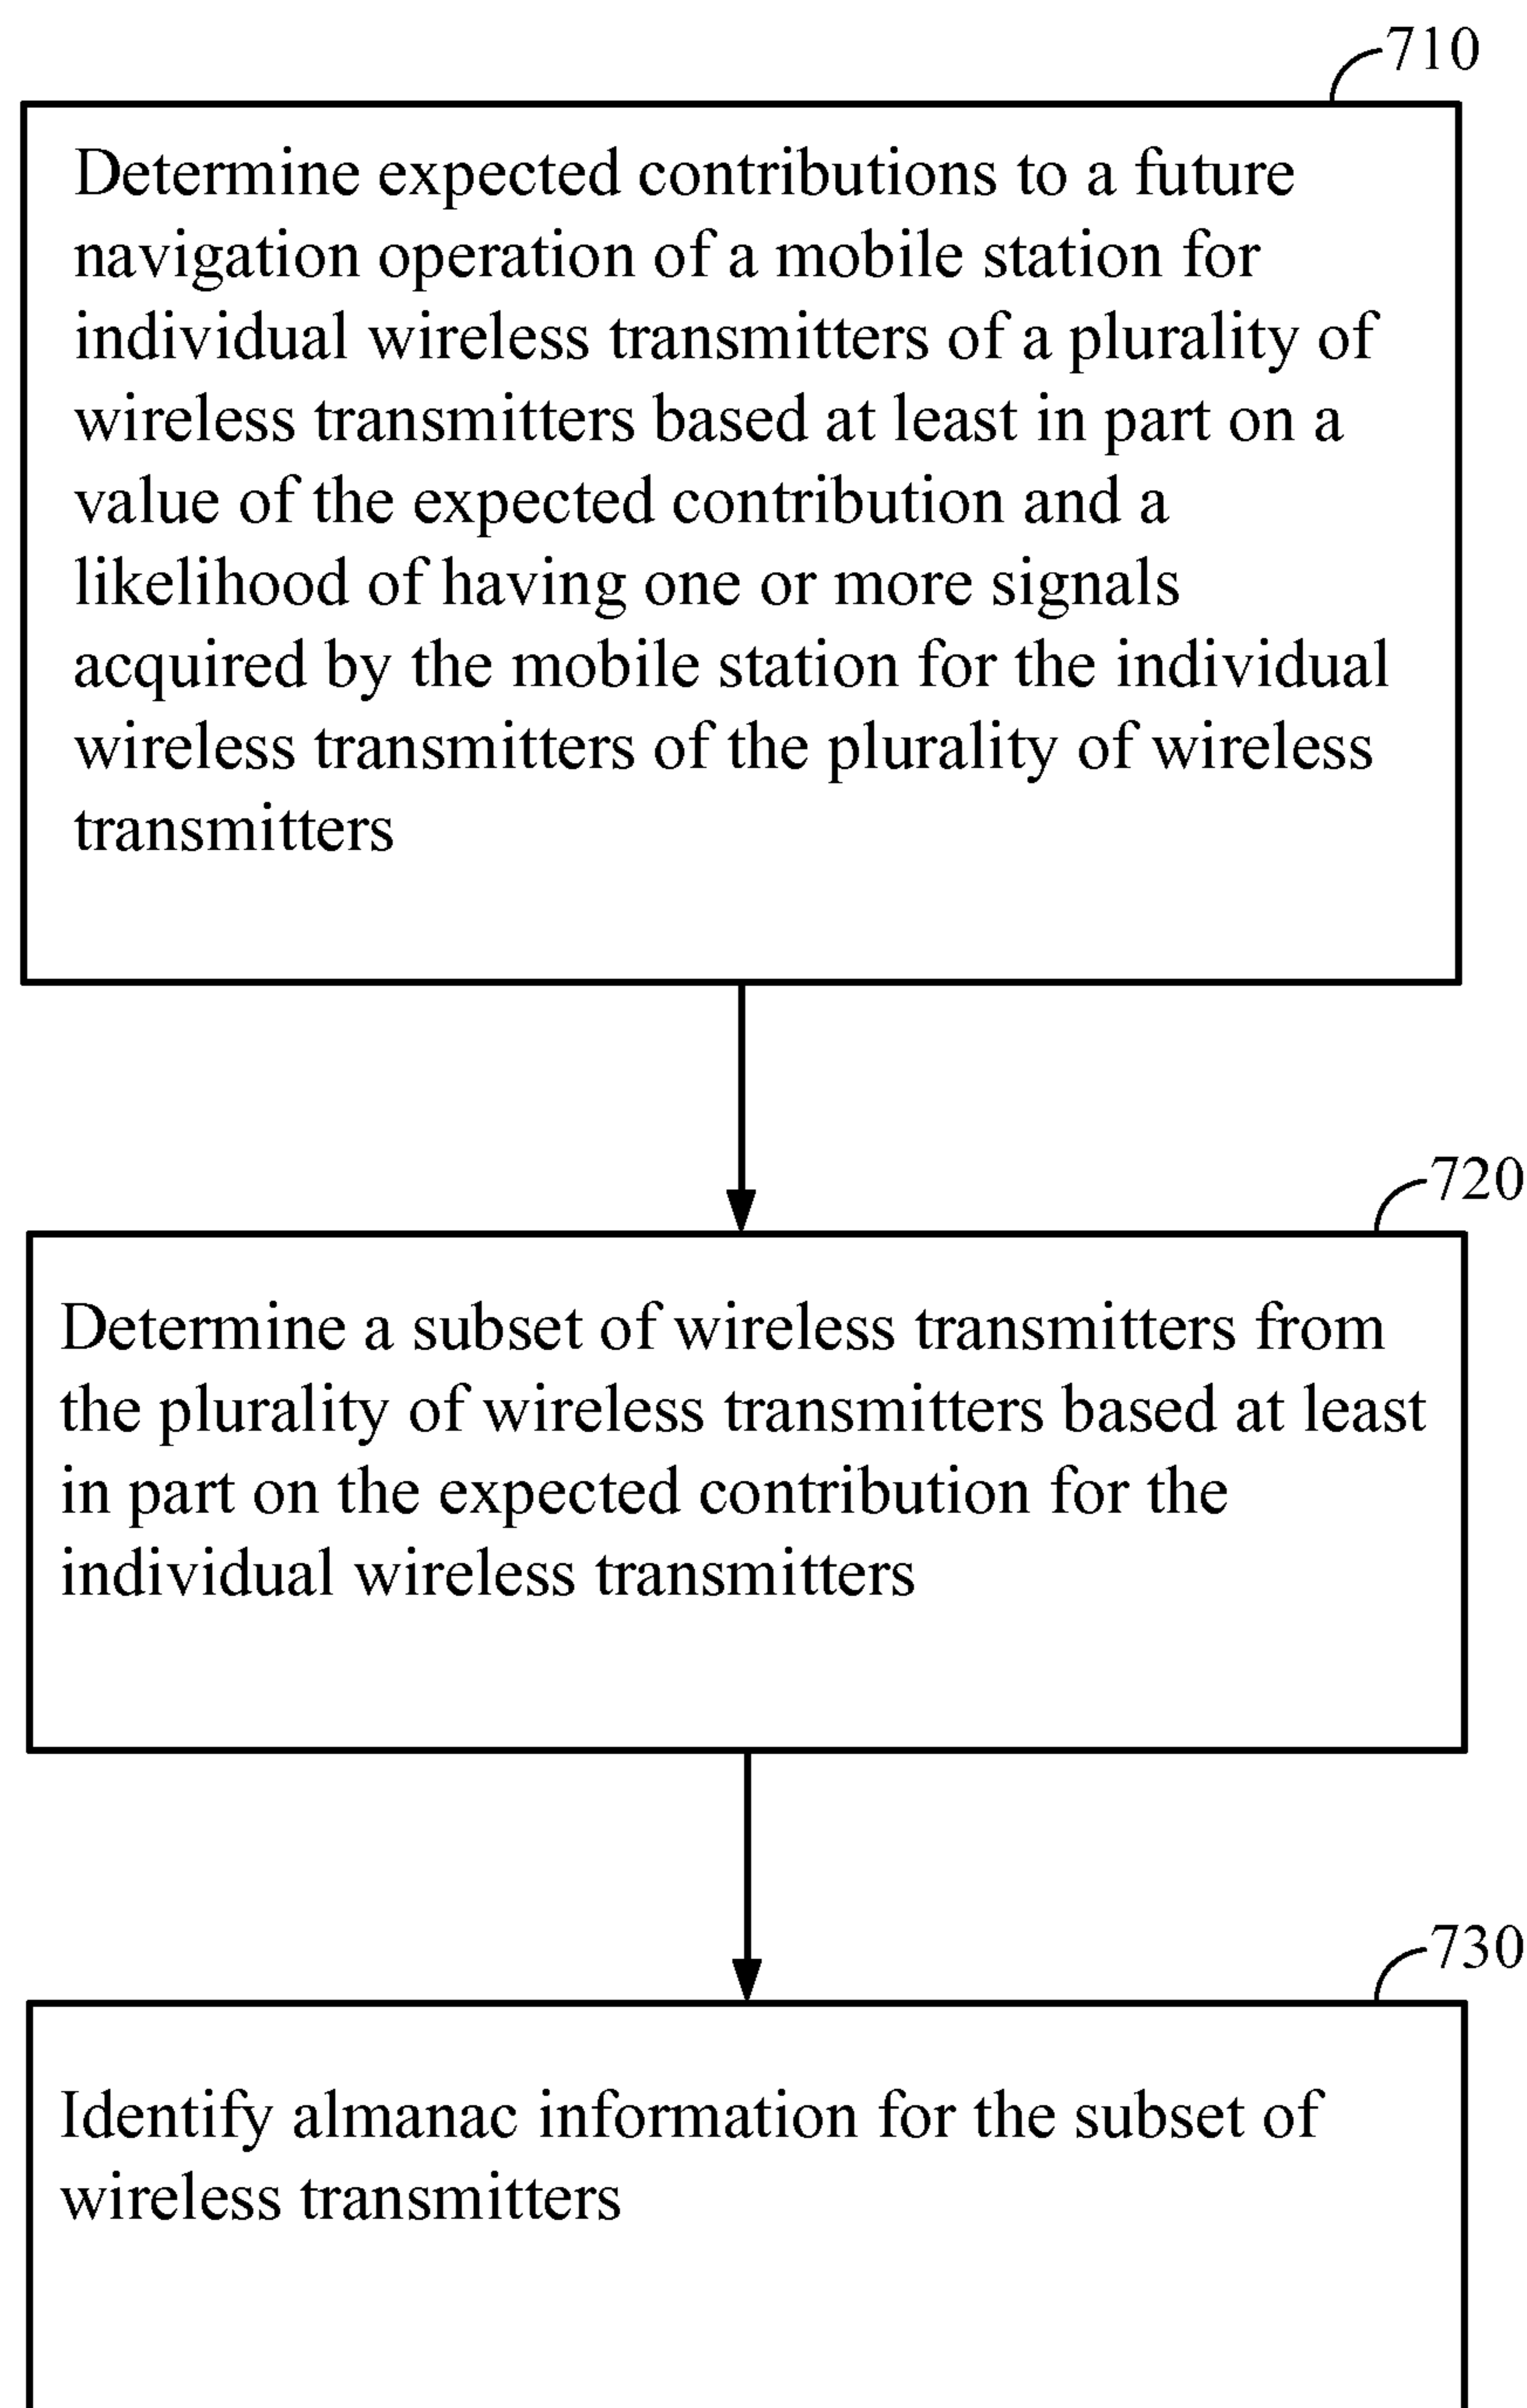 710
Determine expected contributions to a future
navigation operation of a mobile station for
individual wireless transmitters of a plurality of
wireless transmitters based at least in part on a
value of the expected contribution and a
likelihood of having one or more signals
acquired by the mobile station for the individual
wireless transmitters of the plurality of wireless
transmitters
720
Determine a subset of wireless transmitters from
the plurality of wireless transmitters based at least
in part on the expected contribution for the
individual wireless transmitters
730
Identify almanac information for the subset of
wireless transmitters